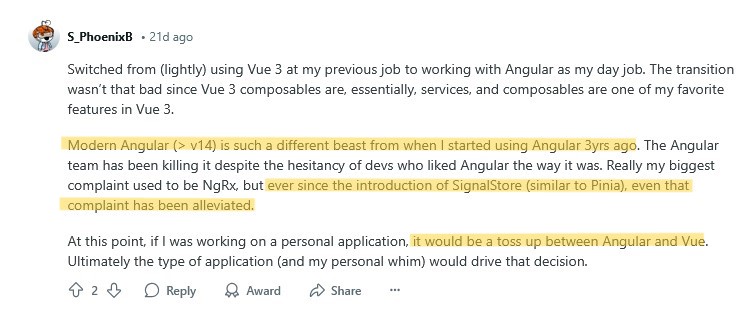 S_PhoenixB • 21d ago
Switched from (lightly) using Vue 3 at my previous job to working with Angular as my day job. The transition
wasn't that bad since Vue 3 composables are, essentially, services, and composables are one of my favorite
features in Vue 3.
Modern Angular (> v14) is such a different beast from when I started using Angular 3yrs ago. The Angular
team has been killing it despite the hesitancy of devs who liked Angular the way it was. Really my biggest
complaint used to be NgRx, but ever since the introduction of SignalStore (similar to Pinia), even that
complaint has been alleviated.
At this point, if I was working on a personal application, it would be a toss up between Angular and Vue.
Ultimately the type of application (and my personal whim) would drive that decision.
2 Reply Award Share ...